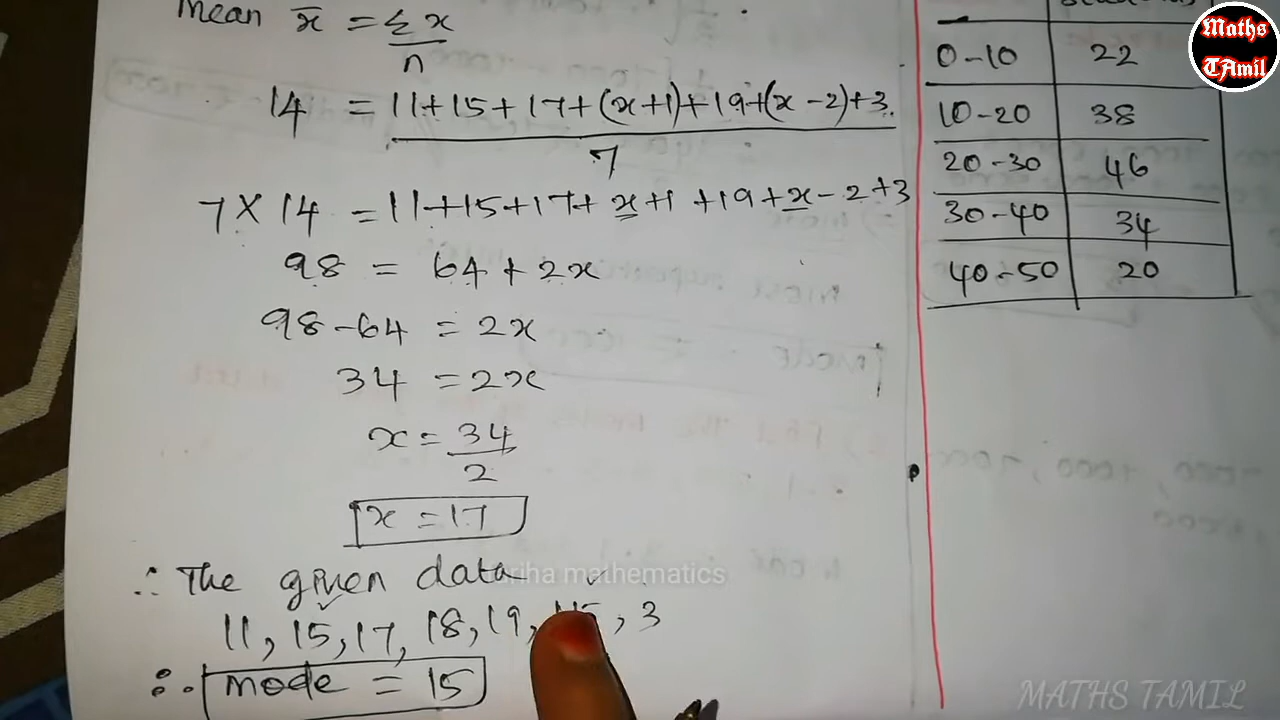 Mean x̄ = Σx
n
14 = 11+15+17+(x+1)+19+(x-2)+3
7
7 × 14 = 11+15+17+x+1+19+x-2+3
98 = 64+2x
98-64 = 2x
34 = 2x
x = 34
2
x = 17
∴ The given data
11, 15, 17, 18, 19, , 3
∴ mode = 15
0-10 22
10-20 38
20-30 46
30-40 34
40-50 20
Maths
TAmil
ariha mathematics
MATHS TAMIL